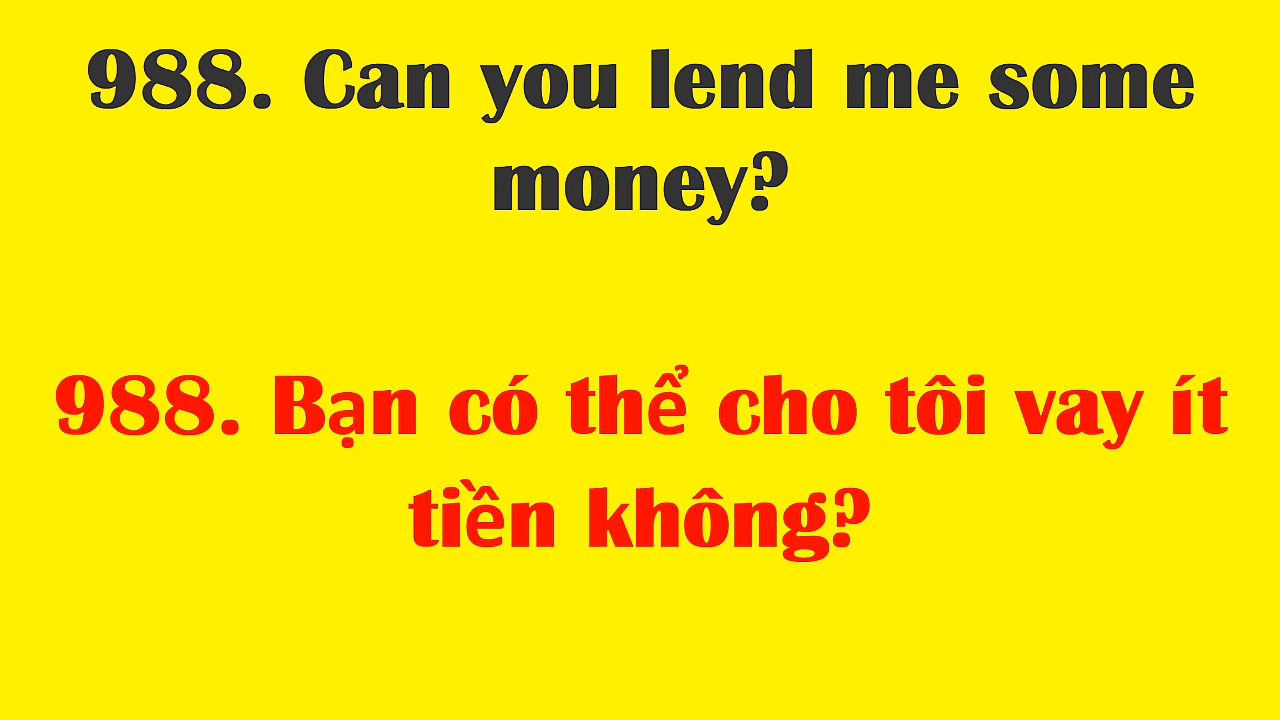 988. Can you lend me some
money?
988. Bạn có thể cho tôi vay ít
tiền không?